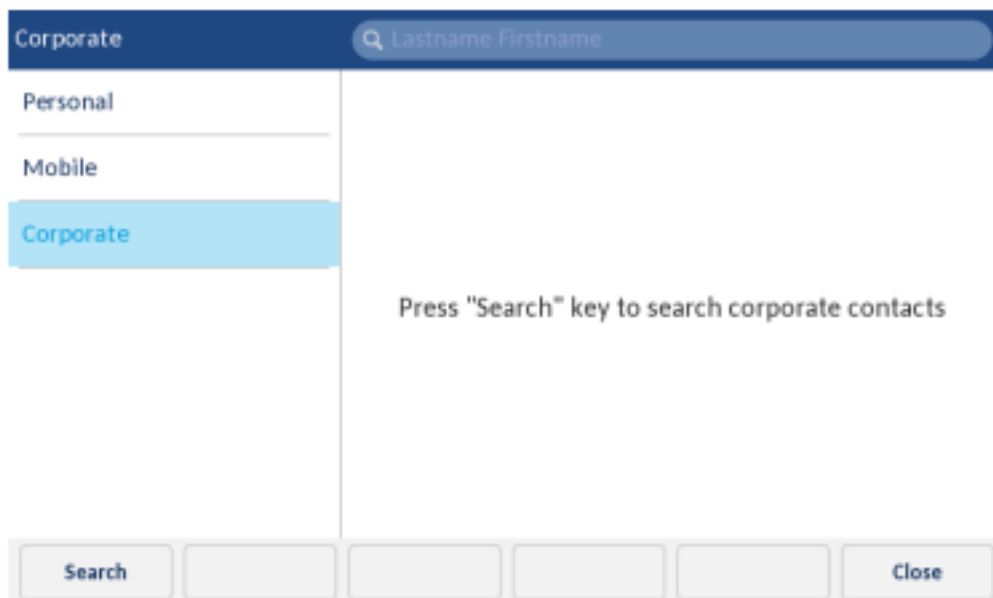 Corporate
Lastname Firstname
Personal
Mobile
Corporate
Press "Search" key to search corporate contacts
Search
Close